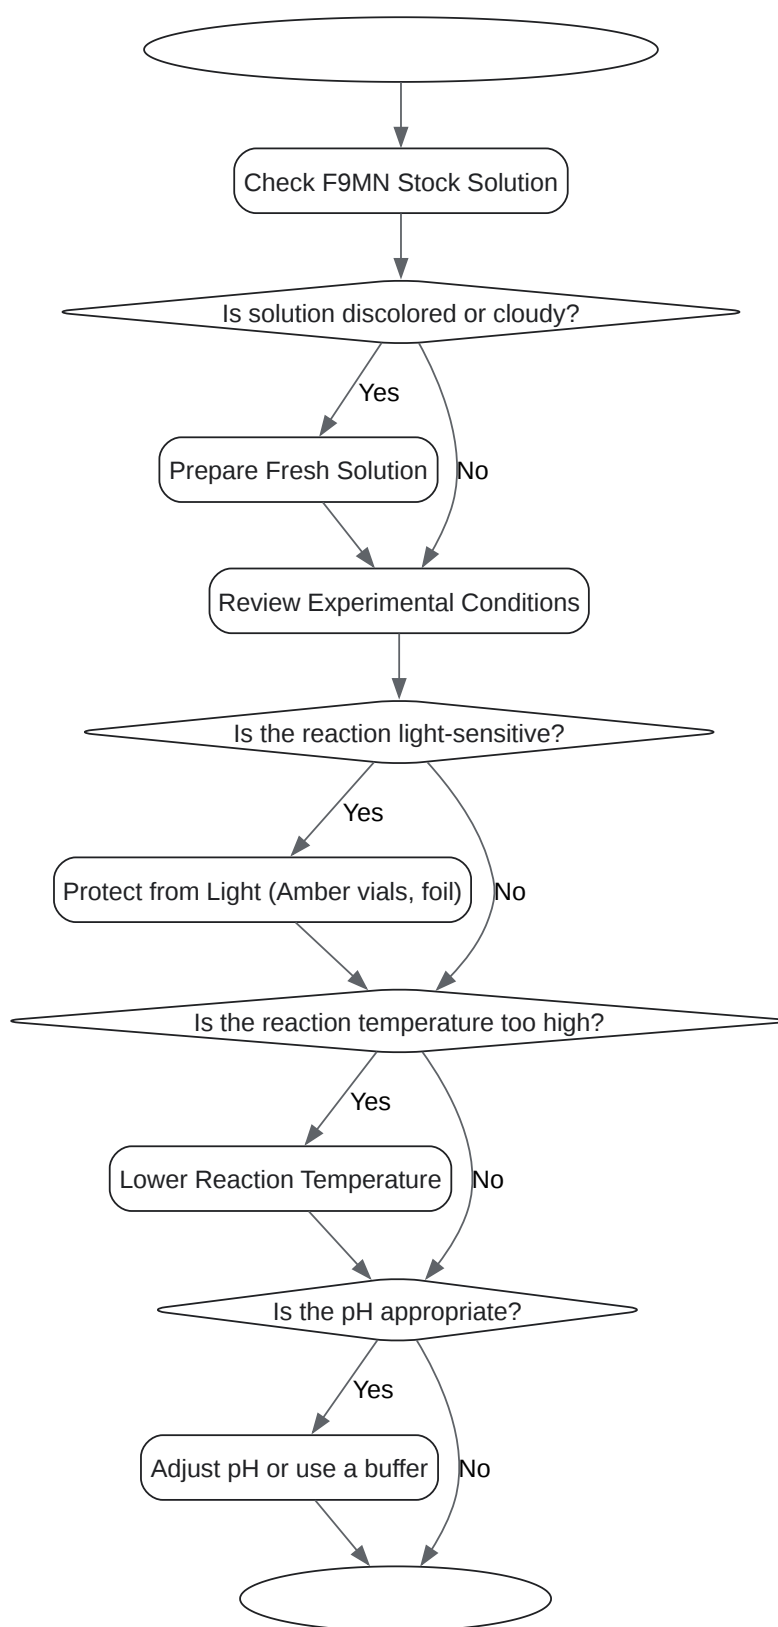 Check F9MN Stock Solution
Is solution discolored or cloudy?
Yes
Prepare Fresh Solution
No
Review Experimental Conditions
Is the reaction light-sensitive?
Yes
Protect from Light (Amber vials, foil)
No
Is the reaction temperature too high?
Yes
Lower Reaction Temperature
No
Is the pH appropriate?
Yes
Adjust pH or use a buffer
No